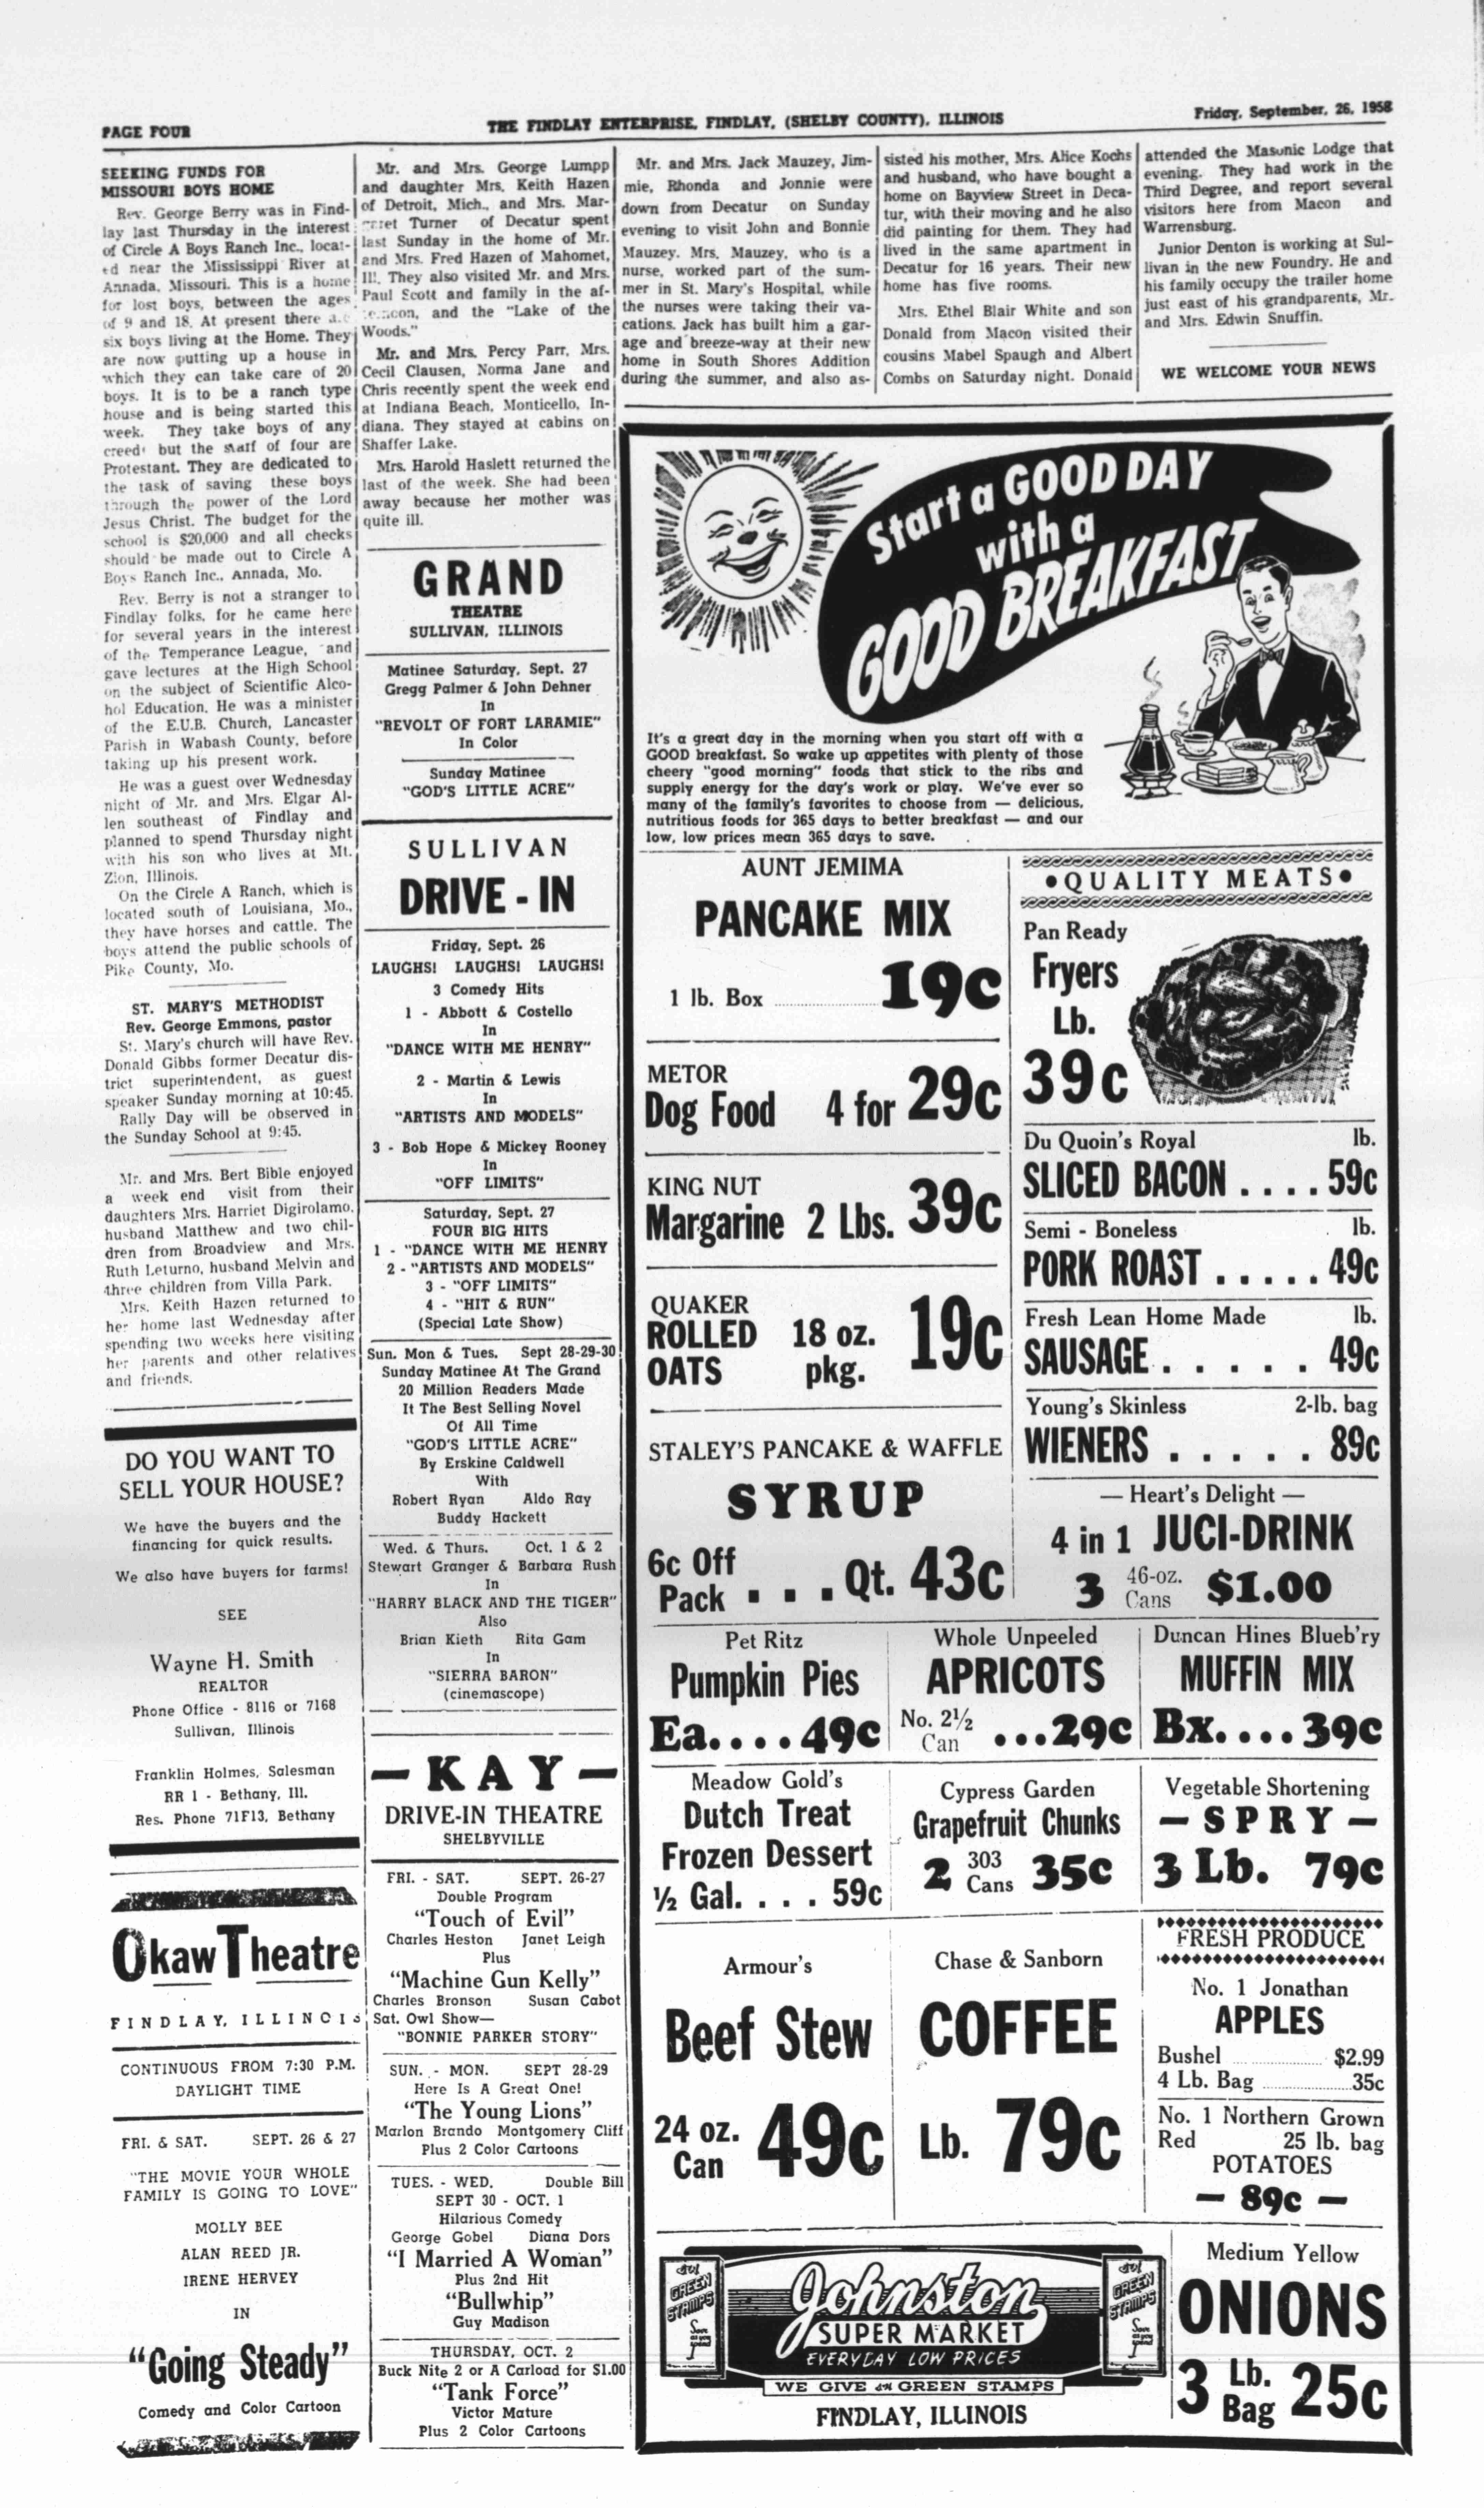 PAGE FOUR
THE FINDLAY ENTERPRISE, FINDLAY, (SHELBY COUNTY), ILLINOIS
Friday, September, 26, 1958
SEEKING FUNDS FOR
MISSOURI BOYS HOME
Rev. George Berry was in Find-
lay last Thursday in the interest
of Circle A Boys Ranch Inc., locat-
ed near the Mississippi River at
Annada, Missouri. This is a home
for lost boys, between the ages
of 9 and 18. At present there a.e
six boys living at the Home. They
are now putting up a house in
which they can take care of 20
boys. It is to be a ranch type
house and is being started this
week. They take boys of any
creed but the staff of four are
Protestant. They are dedicated to
the task of saving these boys
through the power of the Lord
Jesus Christ. The budget for the
school is $20,000 and all checks
should be made out to Circle A
Boys Ranch Inc., Annada, Mo.
Rev. Berry is not a stranger to
Findlay folks, for he came here
for several years in the interest
of the Temperance League, and
gave lectures at the High School
on the subject of Scientific Alco-
hol Education. He was a minister
of the E.U.B. Church, Lancaster
Parish in Wabash County, before
taking up his present work.
He was a guest over Wednesday
night of Mr. and Mrs. Elgar Al-
len southeast of Findlay and
planned to spend Thursday night
with his son who lives at Mt.
Zion, Illinois.
On the Circle A Ranch, which is
located south of Louisiana, Mo.,
they have horses and cattle. The
boys attend the public schools of
Pike County, Mo.
ST. MARY'S METHODIST
Rev. George Emmons, pastor
St. Mary's church will have Rev.
Donald Gibbs former Decatur dis-
trict superintendent, as guest
speaker Sunday morning at 10:45.
Rally Day will be observed in
the Sunday School at 9:45.
Mr. and Mrs. Bert Bible enjoyed
a week end visit from their
daughters Mrs. Harriet Digirolamo,
husband Matthew and two chil-
dren from Broadview and Mrs.
Ruth Leturno, husband Melvin and
three children from Villa Park.
Mrs. Keith Hazen returned to
her home last Wednesday after
spending two weeks here visiting
her parents and other relatives
and friends.
DO YOU WANT TO
SELL YOUR HOUSE?
We have the buyers and the
financing for quick results.
We also have buyers for farms!
SEE
Wayne H. Smith
REALTOR
Phone Office - 8116 or 7168
Sullivan, Illinois
Franklin Holmes, Salesman
RR 1 - Bethany, Ill.
Res. Phone 71F13, Bethany
Okaw Theatre
FINDLAY, ILLINOIS
CONTINUOUS FROM 7:30 P.M.
DAYLIGHT TIME
FRI. & SAT. SEPT. 26 & 27
"THE MOVIE YOUR WHOLE
FAMILY IS GOING TO LOVE"
MOLLY BEE
ALAN REED JR.
IRENE HERVEY
IN
"Going Steady"
Comedy and Color Cartoon
Mr. and Mrs. George Lumpp
and daughter Mrs. Keith Hazen
of Detroit, Mich., and Mrs. Mar-
garet Turner of Decatur spent
last Sunday in the home of Mr.
and Mrs. Fred Hazen of Mahomet,
Ill. They also visited Mr. and Mrs.
Paul Scott and family in the af-
ternoon, and the "Lake of the
Woods."
Mr. and Mrs. Percy Parr, Mrs.
Cecil Clausen, Norma Jane and
Chris recently spent the week end
at Indiana Beach, Monticello, In-
diana. They stayed at cabins on
Shaffer Lake.
Mrs. Harold Haslett returned the
last of the week. She had been
away because her mother was
quite ill.
GRAND
THEATRE
SULLIVAN, ILLINOIS
Matinee Saturday, Sept. 27
Gregg Palmer & John Dehner
In
"REVOLT OF FORT LARAMIE"
In Color
Sunday Matinee
"GOD'S LITTLE ACRE"
SULLIVAN
DRIVE - IN
Friday, Sept. 26
LAUGHS! LAUGHS! LAUGHS!
3 Comedy Hits
1 - Abbott & Costello
In
"DANCE WITH ME HENRY"
2 - Martin & Lewis
In
"ARTISTS AND MODELS"
3 - Bob Hope & Mickey Rooney
In
"OFF LIMITS"
Saturday, Sept. 27
FOUR BIG HITS
1 - "DANCE WITH ME HENRY
2 - "ARTISTS AND MODELS"
3 - "OFF LIMITS"
4 - "HIT & RUN"
(Special Late Show)
Sun. Mon & Tues. Sept 28-29-30
Sunday Matinee At The Grand
20 Million Readers Made
It The Best Selling Novel
Of All Time
"GOD'S LITTLE ACRE"
By Erskine Caldwell
With
Robert Ryan Aldo Ray
Buddy Hackett
Wed. & Thurs. Oct. 1 & 2
Stewart Granger & Barbara Rush
In
"HARRY BLACK AND THE TIGER"
Also
Brian Kieth Rita Gam
In
"SIERRA BARON"
(cinemascope)
— KAY —
DRIVE-IN THEATRE
SHELBYVILLE
FRI. - SAT. SEPT. 26-27
Double Program
"Touch of Evil"
Charles Heston Janet Leigh
Plus
"Machine Gun Kelly"
Charles Bronson Susan Cabot
Sat. Owl Show—
"BONNIE PARKER STORY"
SUN. - MON. SEPT 28-29
Here Is A Great One!
"The Young Lions"
Marlon Brando Montgomery Cliff
Plus 2 Color Cartoons
TUES. - WED. Double Bill
SEPT 30 - OCT. 1
Hilarious Comedy
George Gobel Diana Dors
"I Married A Woman"
Plus 2nd Hit
"Bullwhip"
Guy Madison
THURSDAY, OCT. 2
Buck Nite 2 or A Carload for $1.00
"Tank Force"
Victor Mature
Plus 2 Color Cartoons
Mr. and Mrs. Jack Mauzey, Jim-
mie, Rhonda and Jonnie were
down from Decatur on Sunday
evening to visit John and Bonnie
Mauzey. Mrs. Mauzey, who is a
nurse, worked part of the sum-
mer in St. Mary's Hospital, while
the nurses were taking their va-
cations. Jack has built him a gar-
age and breeze-way at their new
home in South Shores Addition
during the summer, and also as-
sisted his mother, Mrs. Alice Kochs
and husband, who have bought a
home on Bayview Street in Deca-
tur, with their moving and he also
did painting for them. They had
lived in the same apartment in
Decatur for 16 years. Their new
home has five rooms.
Mrs. Ethel Blair White and son
Donald from Macon visited their
cousins Mabel Spaugh and Albert
Combs on Saturday night. Donald
attended the Masonic Lodge that
evening. They had work in the
Third Degree, and report several
visitors here from Macon and
Warrensburg.
Junior Denton is working at Sul-
livan in the new Foundry. He and
his family occupy the trailer home
just east of his grandparents, Mr.
and Mrs. Edwin Snuffin.
WE WELCOME YOUR NEWS
Start a GOOD DAY
with a
GOOD BREAKFAST
It's a great day in the morning when you start off with a
GOOD breakfast. So wake up appetites with plenty of those
cheery "good morning" foods that stick to the ribs and
supply energy for the day's work or play. We've ever so
many of the family's favorites to choose from — delicious,
nutritious foods for 365 days to better breakfast — and our
low, low prices mean 365 days to save.
AUNT JEMIMA
PANCAKE MIX
1 lb. Box 19c
METOR
Dog Food 4 for 29c
KING NUT
Margarine 2 Lbs. 39c
QUAKER
ROLLED 18 oz. 19c
OATS pkg.
STALEY'S PANCAKE & WAFFLE
SYRUP
6c Off
Pack . . . Qt. 43c
•QUALITY MEATS•
Pan Ready
Fryers
Lb.
39c
Du Quoin's Royal lb.
SLICED BACON . . . . 59c
Semi - Boneless lb.
PORK ROAST . . . . . 49c
Fresh Lean Home Made lb.
SAUSAGE . . . . . 49c
Young's Skinless 2-lb. bag
WIENERS . . . . . 89c
— Heart's Delight —
4 in 1 JUCI-DRINK
3 46-oz. Cans $1.00
Pet Ritz
Pumpkin Pies
Ea. . . . 49c
Whole Unpeeled
APRICOTS
No. 2½ Can ...29c
Duncan Hines Blueb'ry
MUFFIN MIX
Bx. . . . 39c
Meadow Gold's
Dutch Treat
Frozen Dessert
½ Gal. . . . . 59c
Cypress Garden
Grapefruit Chunks
2 303 Cans 35c
Vegetable Shortening
— SPRY —
3 Lb. 79c
Armour's
Beef Stew
24 oz. Can 49c
Chase & Sanborn
COFFEE
Lb. 79c
FRESH PRODUCE
No. 1 Jonathan
APPLES
Bushel $2.99
4 Lb. Bag 35c
No. 1 Northern Grown
Red 25 lb. bag
POTATOES
— 89c —
Medium Yellow
ONIONS
3 Lb. Bag 25c
S&H GREEN STAMPS
Johnston
SUPER MARKET
EVERYDAY LOW PRICES
WE GIVE S&H GREEN STAMPS
FINDLAY, ILLINOIS